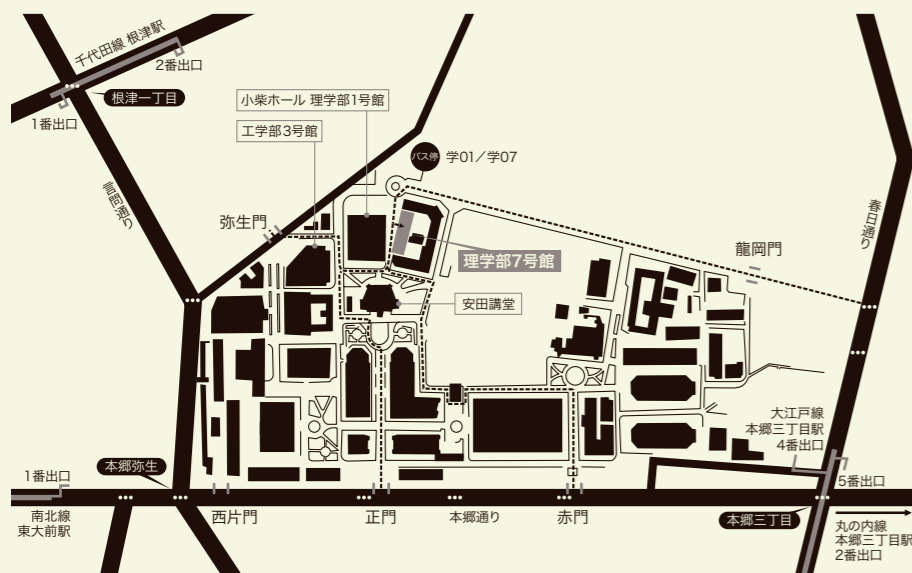 千代田線 根津駅
2番出口
根津一丁目
1番出口
小柴ホール 理学部1号館
工学部3号館
バス停
学01／学07
言問通り
弥生門
春日通り
龍岡門
理学部7号館
安田講堂
大江戸線
本郷三丁目駅
4番出口
本郷弥生
1番出口
5番出口
南北線
東大前駅
西片門
正門
本郷通り
赤門
本郷三丁目
丸の内線
本郷三丁目駅
2番出口